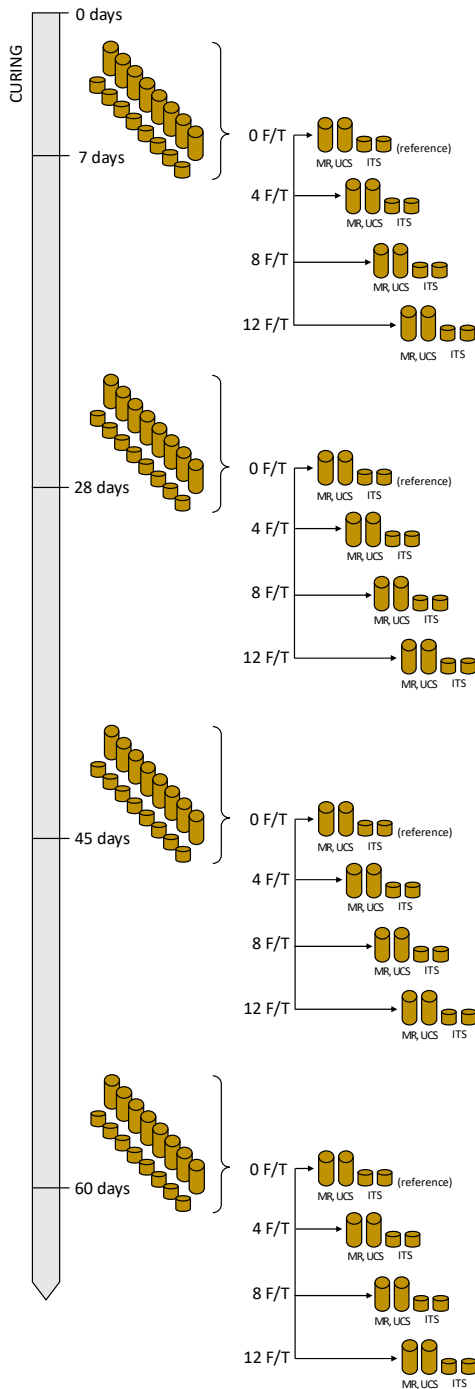 0 days
CURING
7 days
0 F/T
(reference)
MR, UCS ITS
4 F/T
MR, UCS ITS
8 F/T
MR, UCS ITS
12 F/T
MR, UCS ITS
28 days
0 F/T
(reference)
MR, UCS ITS
4 F/T
MR, UCS ITS
8 F/T
MR, UCS ITS
12 F/T
MR, UCS ITS
45 days
0 F/T
(reference)
MR, UCS ITS
4 F/T
MR, UCS ITS
8 F/T
MR, UCS ITS
12 F/T
MR, UCS ITS
60 days
0 F/T
(reference)
MR, UCS ITS
4 F/T
MR, UCS ITS
8 F/T
MR, UCS ITS
12 F/T
MR, UCS ITS